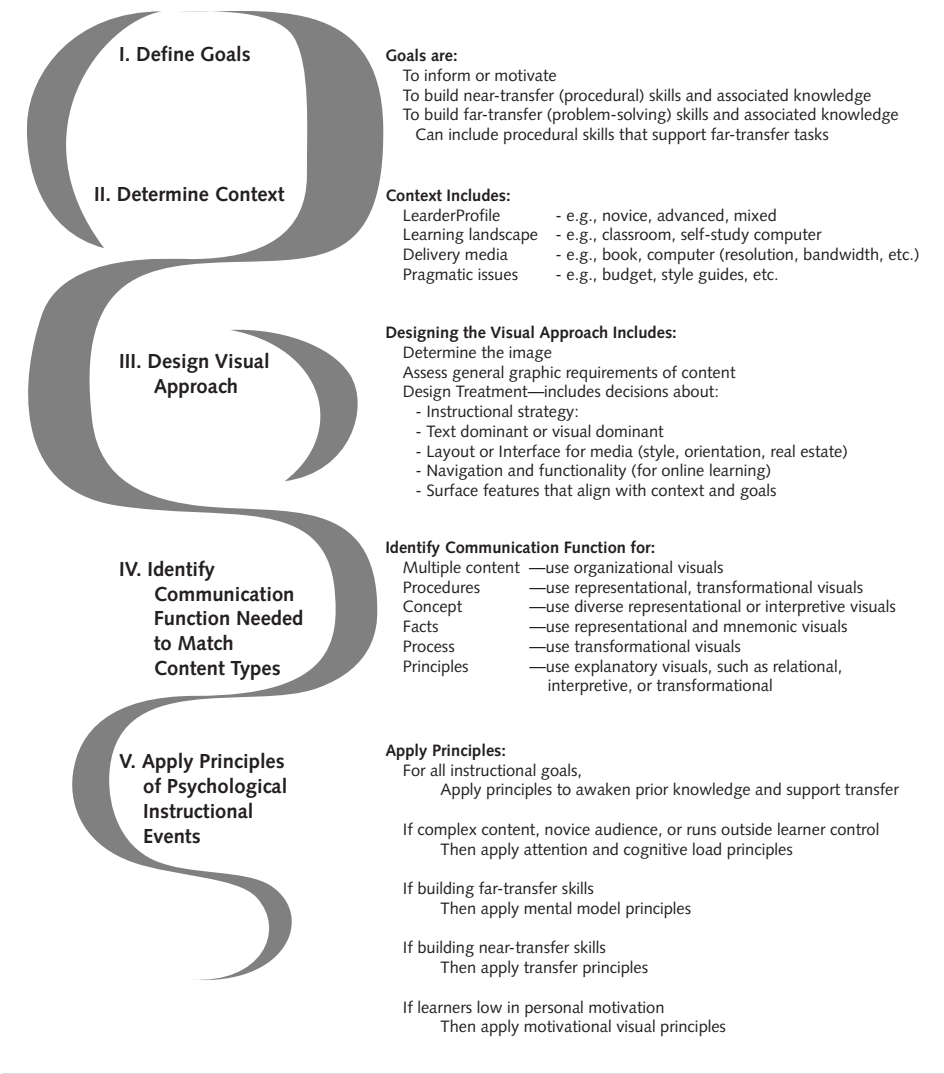 I. Define Goals
Goals are:
To inform or motivate
To build near-transfer (procedural) skills and associated knowledge
To build far-transfer (problem-solving) skills and associated knowledge
Can include procedural skills that support far-transfer tasks
II. Determine Context
Context Includes:
LearderProfile - e.g., novice, advanced, mixed
Learning landscape - e.g., classroom, self-study computer
Delivery media - e.g., book, computer (resolution, bandwidth, etc.)
Pragmatic issues - e.g., budget, style guides, etc.
III. Design Visual
Approach
Designing the Visual Approach Includes:
Determine the image
Assess general graphic requirements of content
Design Treatment—includes decisions about:
- Instructional strategy:
- Text dominant or visual dominant
- Layout or Interface for media (style, orientation, real estate)
- Navigation and functionality (for online learning)
- Surface features that align with context and goals
IV. Identify
Communication
Function Needed
to Match
Content Types
Identify Communication Function for:
Multiple content —use organizational visuals
Procedures —use representational, transformational visuals
Concept —use diverse representational or interpretive visuals
Facts —use representational and mnemonic visuals
Process —use transformational visuals
Principles —use explanatory visuals, such as relational,
interpretive, or transformational
V. Apply Principles
of Psychological
Instructional
Events
Apply Principles:
For all instructional goals,
Apply principles to awaken prior knowledge and support transfer
If complex content, novice audience, or runs outside learner control
Then apply attention and cognitive load principles
If building far-transfer skills
Then apply mental model principles
If building near-transfer skills
Then apply transfer principles
If learners low in personal motivation
Then apply motivational visual principles